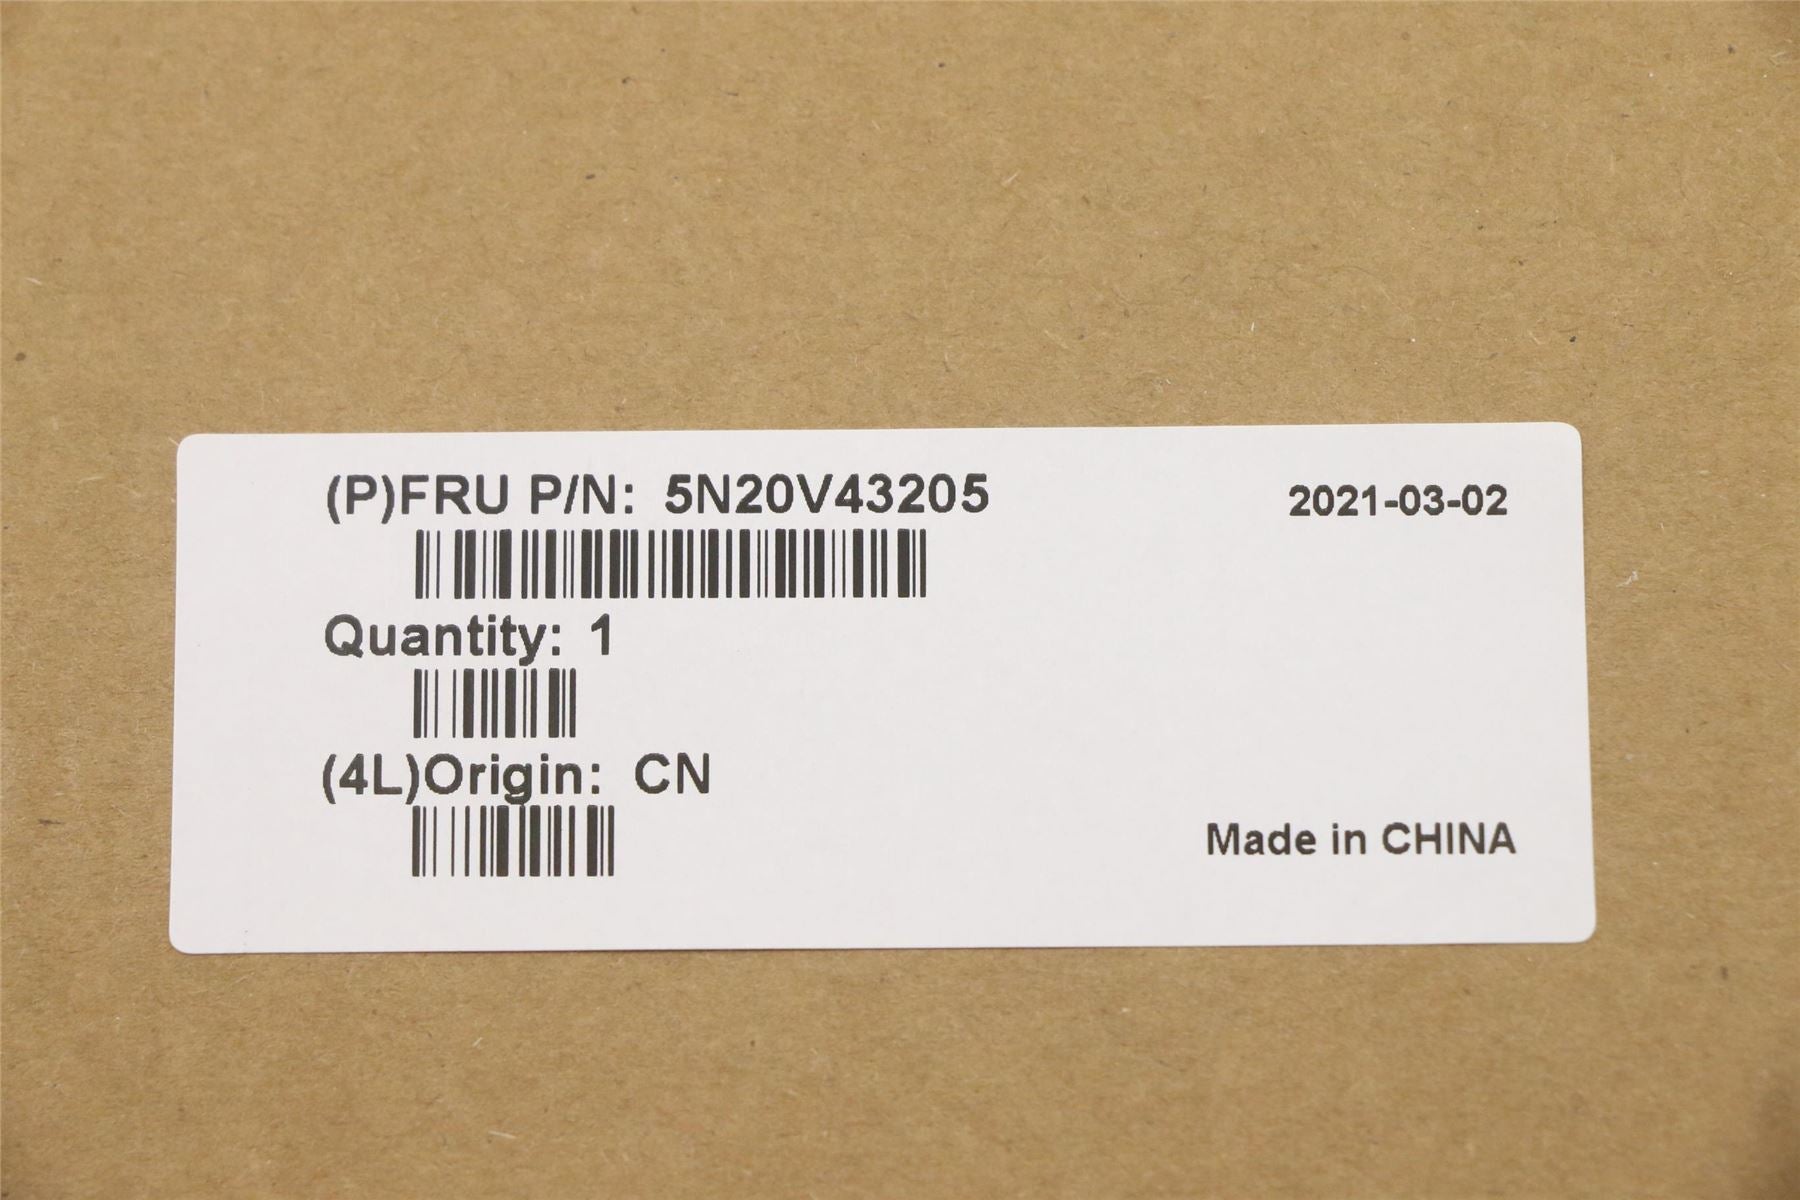 (P)FRU P/N: 5N20V43205
2021-03-02
Quantity: 1
(4L)Origin: CN
Made in CHINA